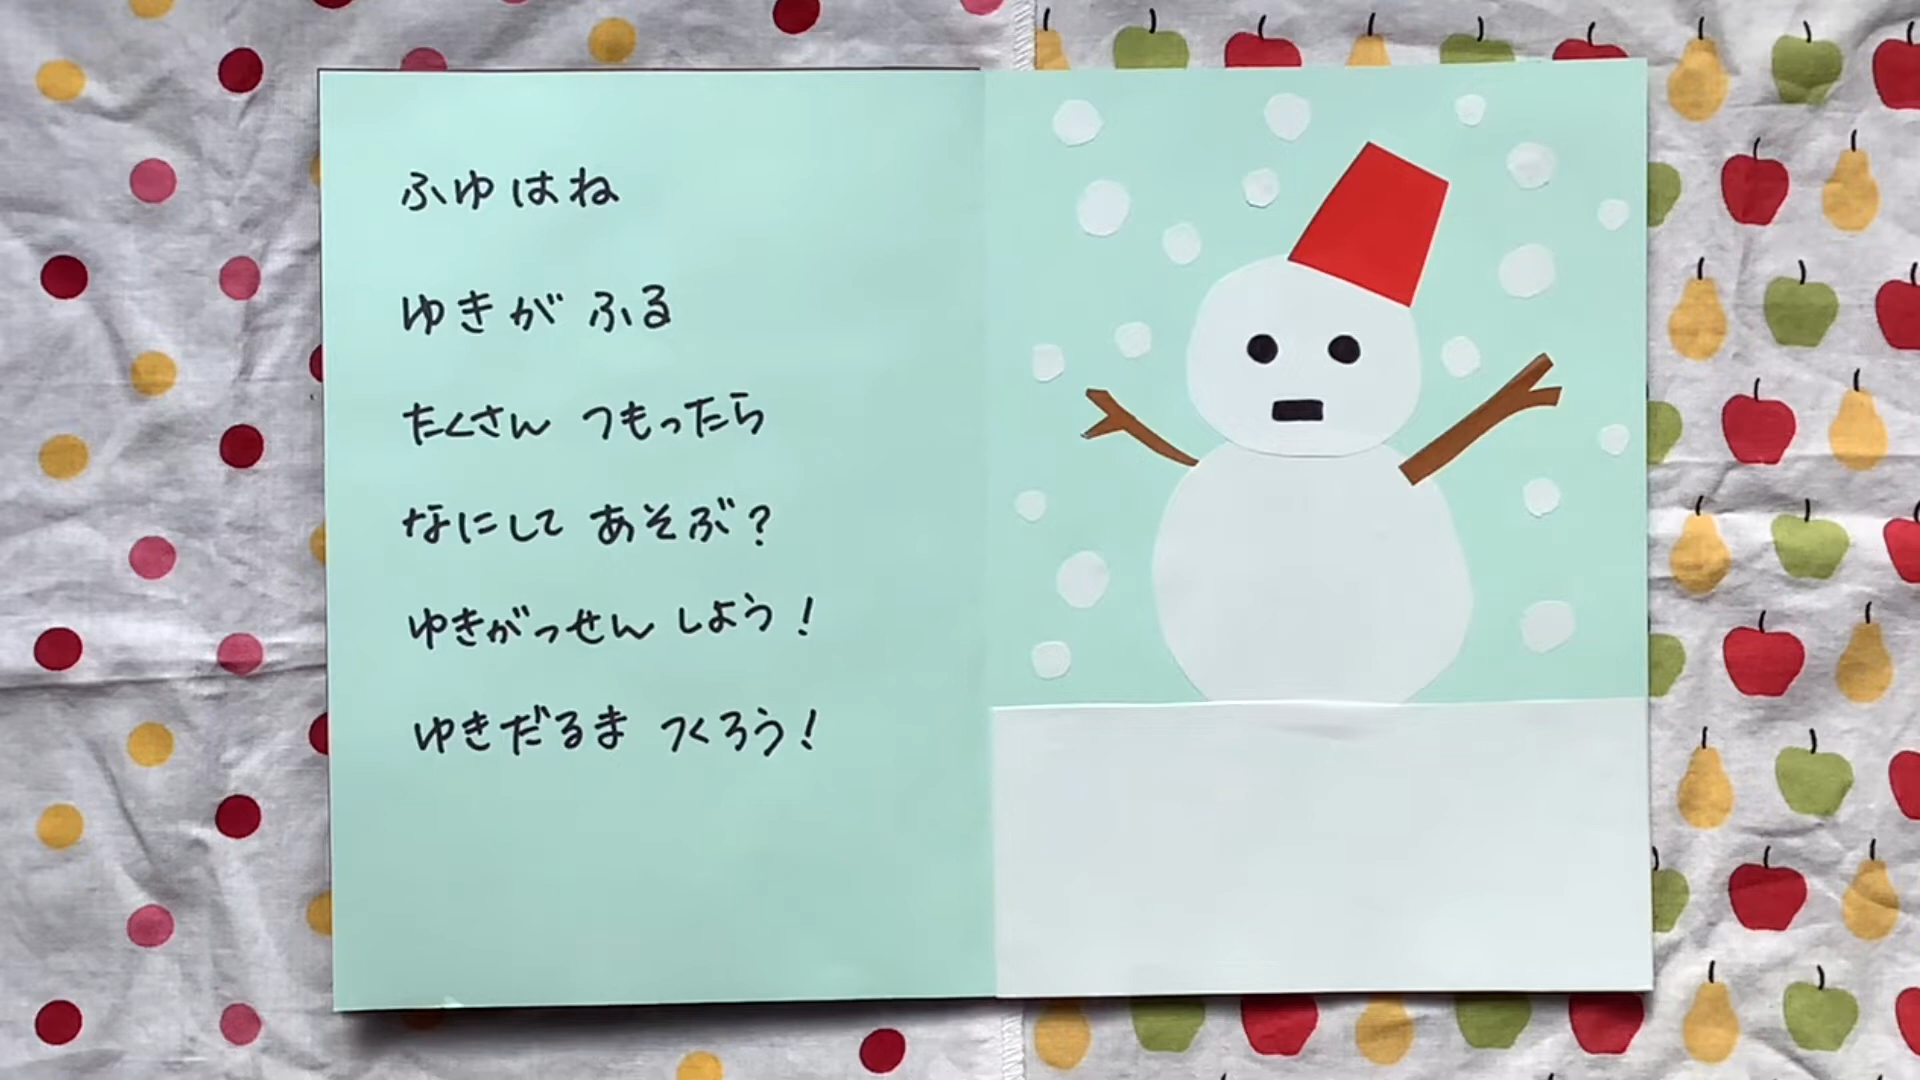 ふゆはね
ゆきが ふる
たくさん つもったら
なにして あそぶ?
ゆきがっせん しよう!
ゆきだるま つくろう!